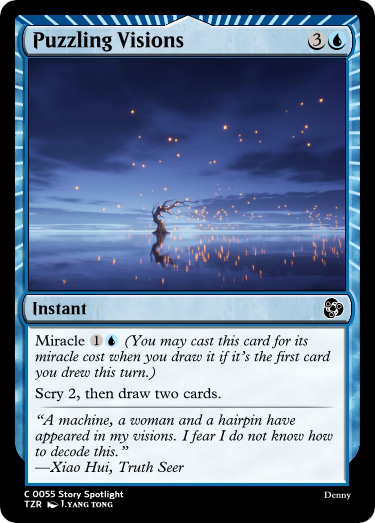 Puzzling Visions 3
Instant
Miracle 1 (You may cast this card for its
miracle cost when you draw it if it's the first card
you drew this turn.)
Scry 2, then draw two cards.
"A machine, a woman and a hairpin have
appeared in my visions. I fear I do not know how
to decode this."
—Xiao Hui, Truth Seer
C 0055 Story Spotlight Denny
TZR J.YANG TONG